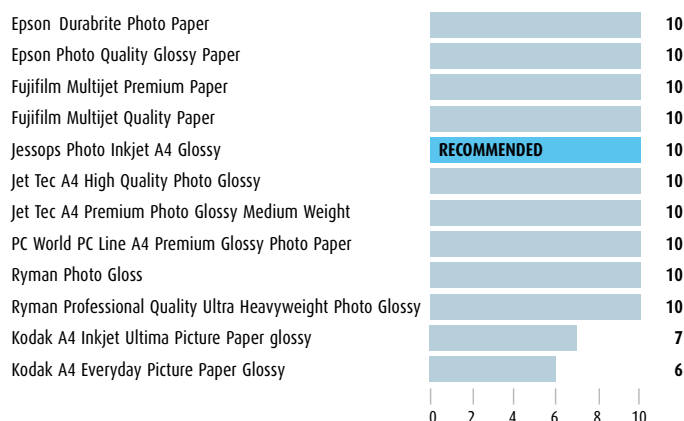 Epson Durabrite Photo Paper 10
Epson Photo Quality Glossy Paper 10
Fujifilm Multijet Premium Paper 10
Fujifilm Multijet Quality Paper 10
Jessops Photo Inkjet A4 Glossy RECOMMENDED 10
Jet Tec A4 High Quality Photo Glossy 10
Jet Tec A4 Premium Photo Glossy Medium Weight 10
PC World PC Line A4 Premium Glossy Photo Paper 10
Ryman Photo Gloss 10
Ryman Professional Quality Ultra Heavyweight Photo Glossy 10
Kodak A4 Inkjet Ultima Picture Paper glossy 7
Kodak A4 Everyday Picture Paper Glossy 6
0 2 4 6 8 10